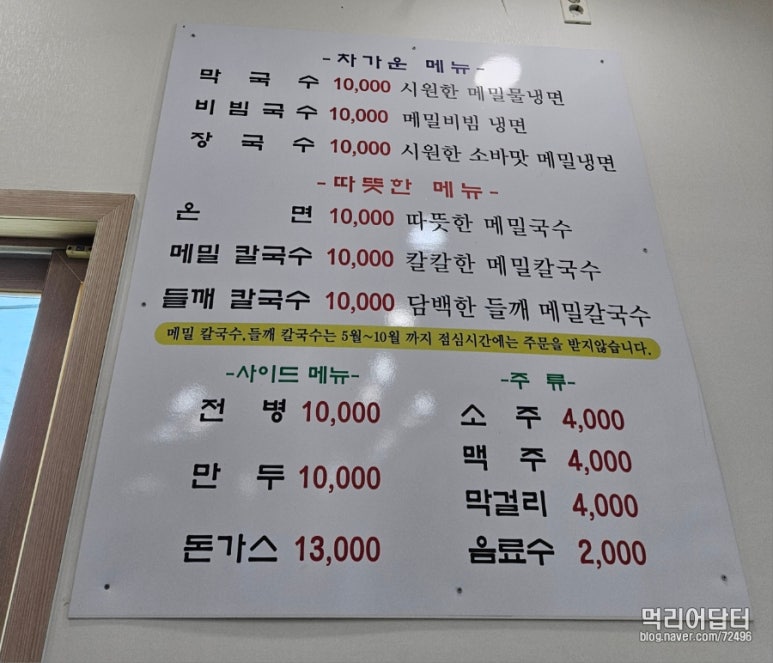 -차가운 메뉴-
막국수 10,000 시원한 메밀물냉면
비빔국수 10,000 메밀비빔 냉면
장국수 10,000 시원한 소바맛 메밀냉면
-따뜻한 메뉴-
온면 10,000 따뜻한 메밀국수
메밀 칼국수 10,000 칼칼한 메밀칼국수
들깨 칼국수 10,000 담백한 들깨 메밀칼국수
메밀 칼국수.들깨 칼국수는 5월~10월 까지 점심시간에는 주문을 받지않습니다.
-사이드 메뉴-
전병 10,000
만두 10,000
돈가스 13,000
-주류-
소주 4,000
맥주 4,000
막걸리 4,000
음료수 2,000
먹리어답터
blog.naver.com/72496